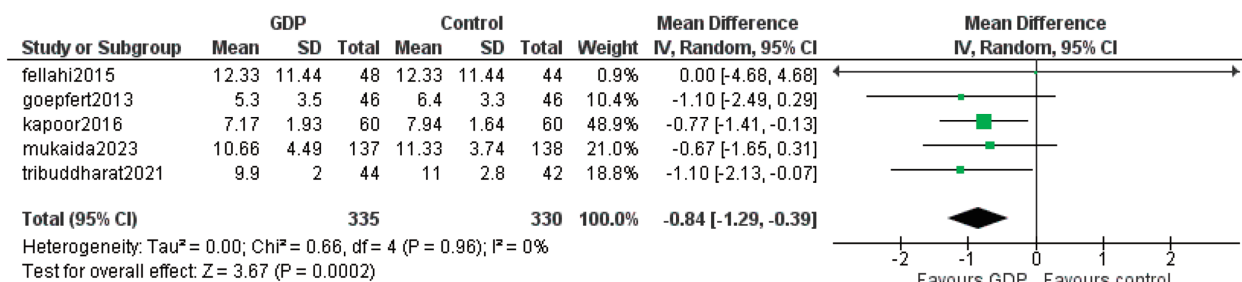 GDP Control Mean Difference Mean Difference
Study or Subgroup Mean SD Total Mean SD Total Weight IV, Random, 95% CI IV, Random, 95% CI
fellahi2015 12.33 11.44 48 12.33 11.44 44 0.9% 0.00 [-4.68, 4.68]
goepfert2013 5.3 3.5 46 6.4 3.3 46 10.4% -1.10 [-2.49, 0.29]
kapoor2016 7.17 1.93 60 7.94 1.64 60 48.9% -0.77 [-1.41, -0.13]
mukaida2023 10.66 4.49 137 11.33 3.74 138 21.0% -0.67 [-1.65, 0.31]
tribuddharat2021 9.9 2 44 11 2.8 42 18.8% -1.10 [-2.13, -0.07]
Total (95% CI) 335 330 100.0% -0.84 [-1.29, -0.39]
Heterogeneity: Tau² = 0.00; Chi² = 0.66, df = 4 (P = 0.96); I² = 0%
Test for overall effect: Z = 3.67 (P = 0.0002)
-2 -1 0 1 2
Favours GDP Favours control